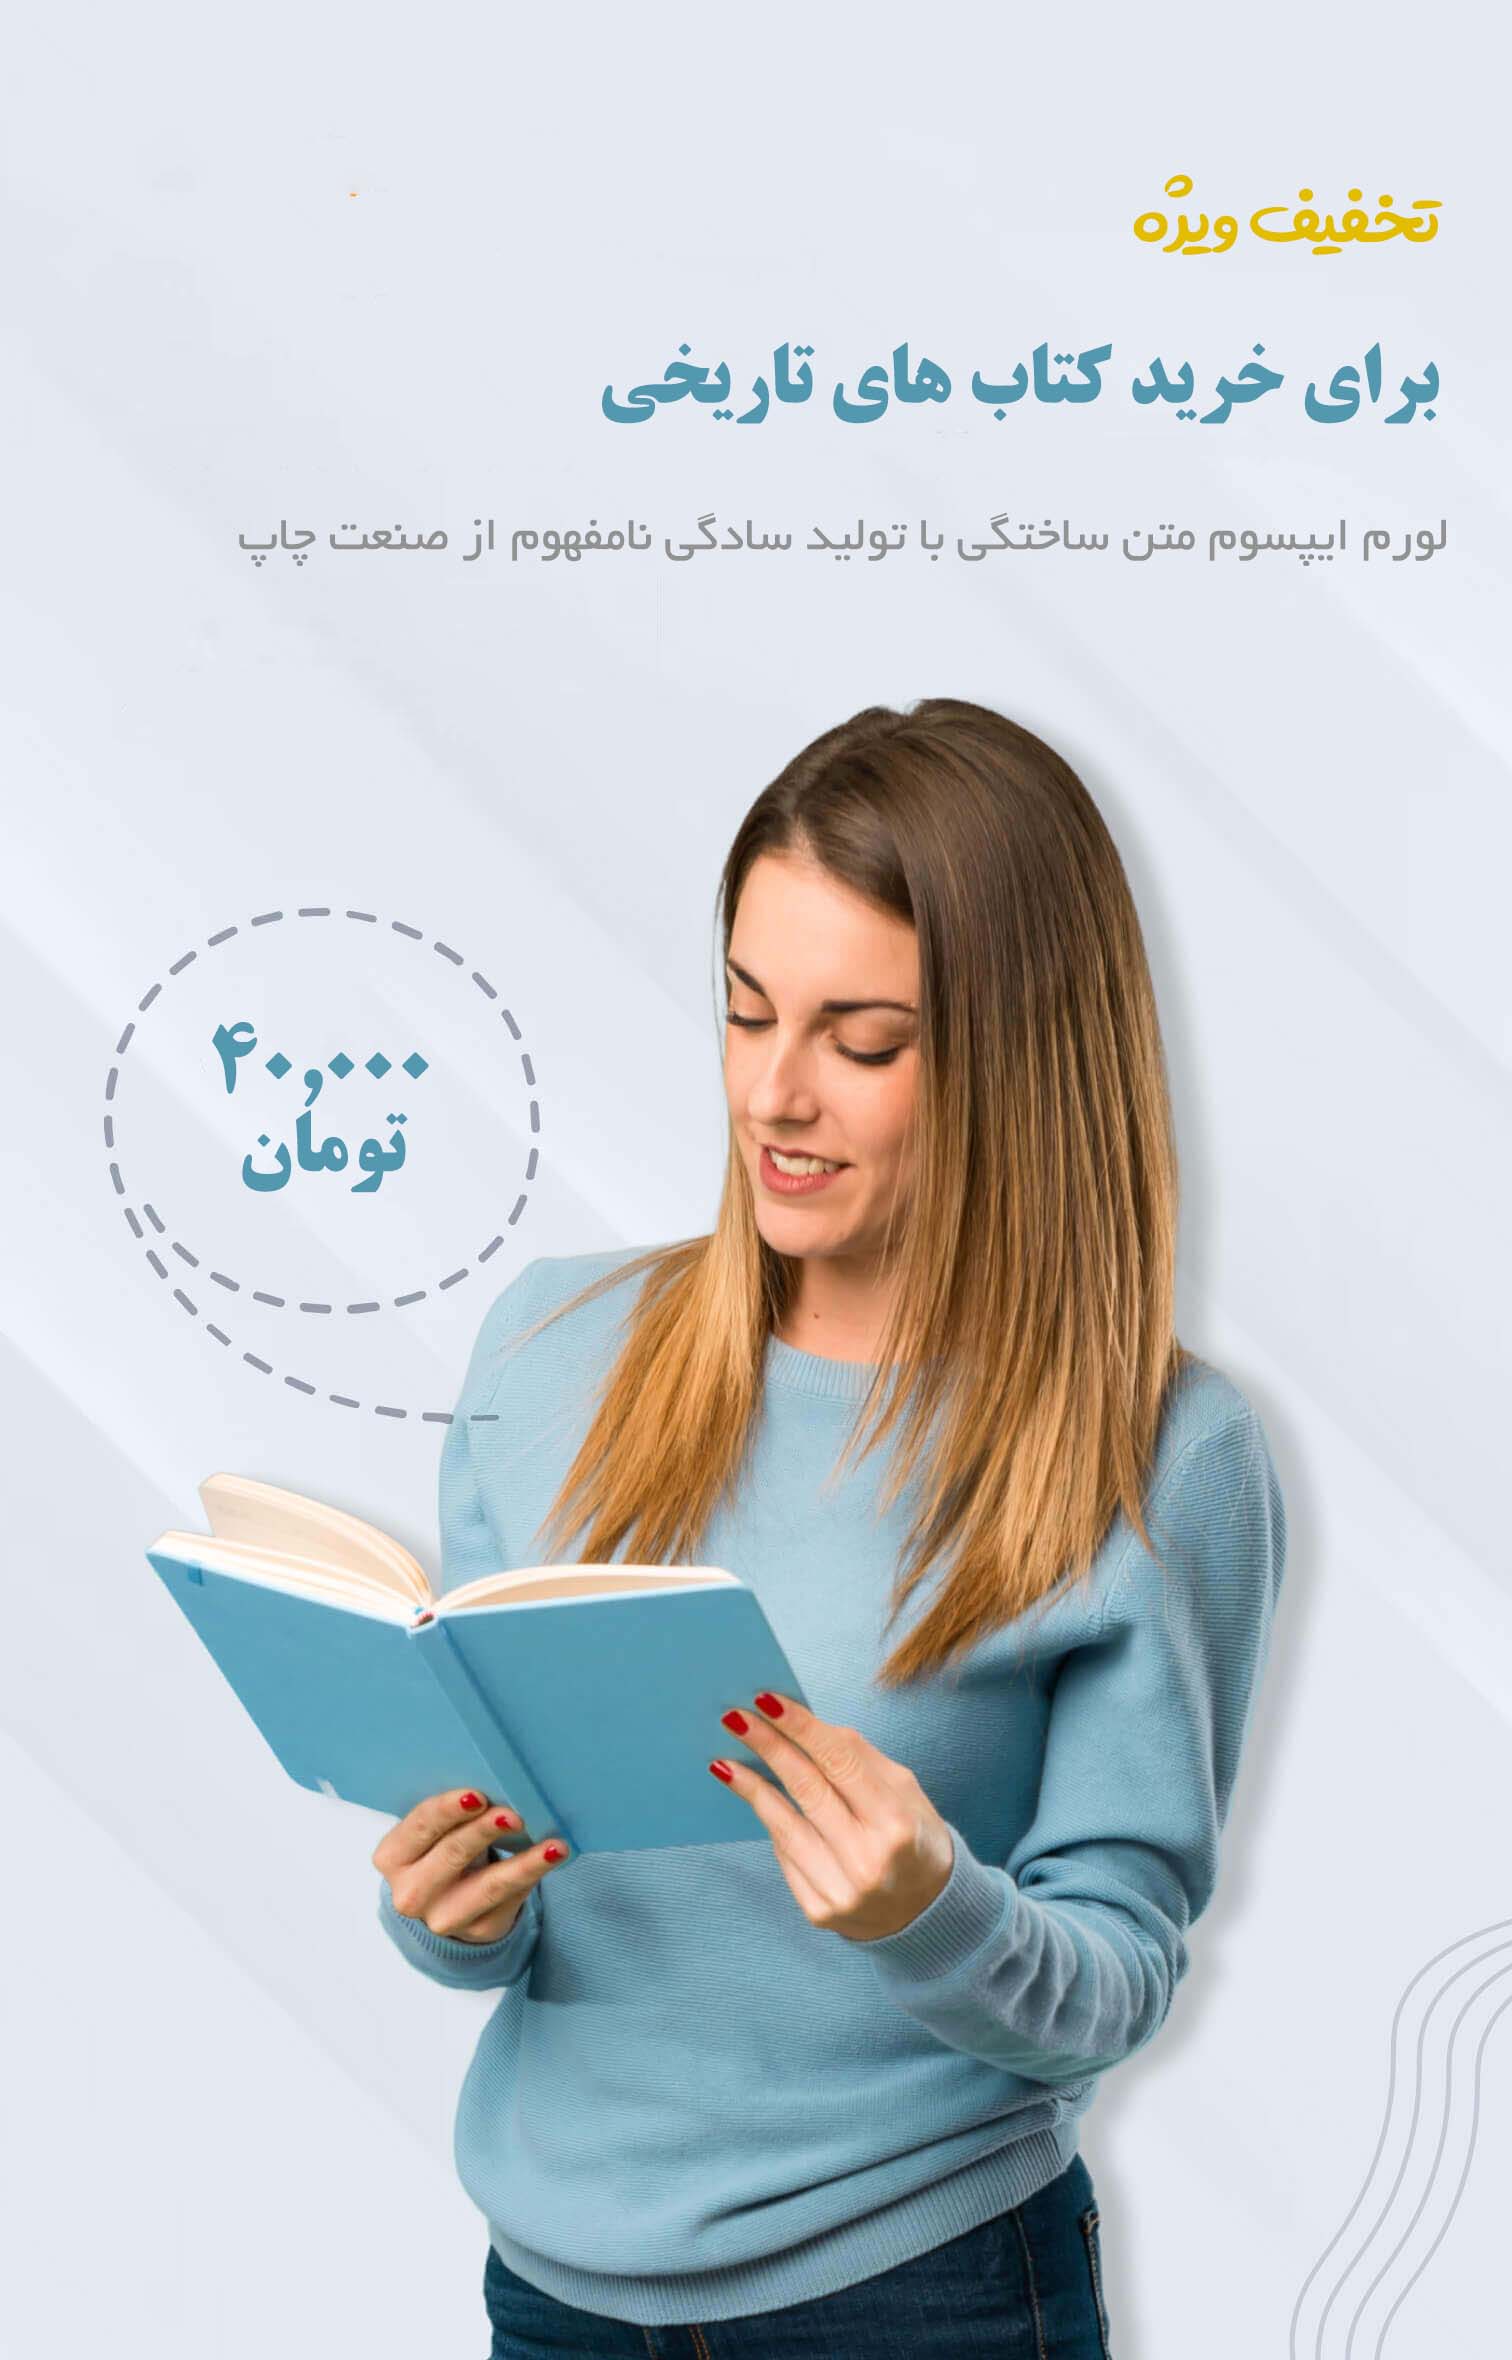 تخفیف ویژه
برای خرید کتاب های تاریخی
لورم ایپسوم متن ساختگی با تولید سادگی نامفهوم از صنعت چاپ
۴۰,۰۰۰
تومان